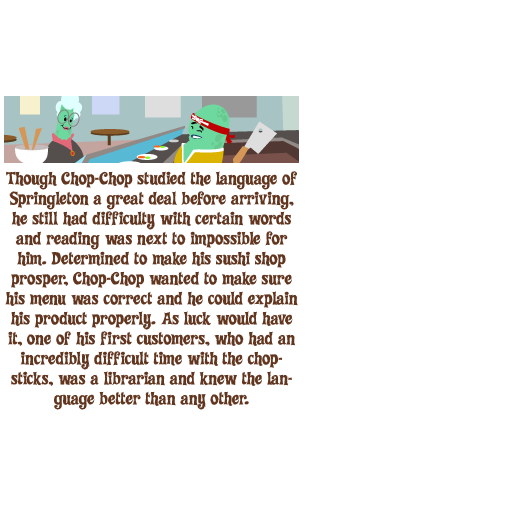 Though Chop-Chop studied the language of
Springleton a great deal before arriving,
he still had difficulty with certain words
and reading was next to impossible for
him. Determined to make his sushi shop
prosper, Chop-Chop wanted to make sure
his menu was correct and he could explain
his product properly. As luck would have
it, one of his first customers, who had an
incredibly difficult time with the chop-
sticks, was a librarian and knew the lan-
guage better than any other.